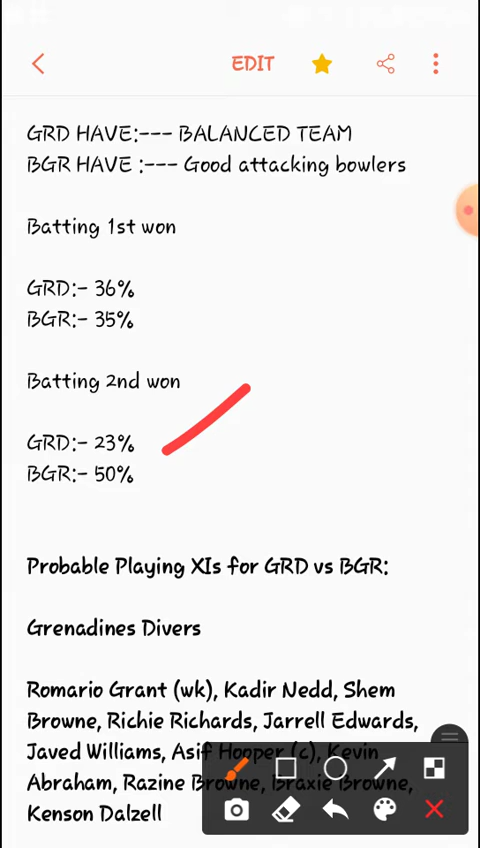 EDIT
GRD HAVE:--- BALANCED TEAM
BGR HAVE :--- Good attacking bowlers
Batting 1st won
GRD:- 36%
BGR:- 35%
Batting 2nd won
GRD:- 23%
BGR:- 50%
Probable Playing XIs for GRD vs BGR:
Grenadines Divers
Romario Grant (wk), Kadir Nedd, Shem
Browne, Richie Richards, Jarrell Edwards,
Javed Williams, Asif Hooper (c), Kevin
Abraham, Razine Browne, Braxie Browne,
Kenson Dalzell